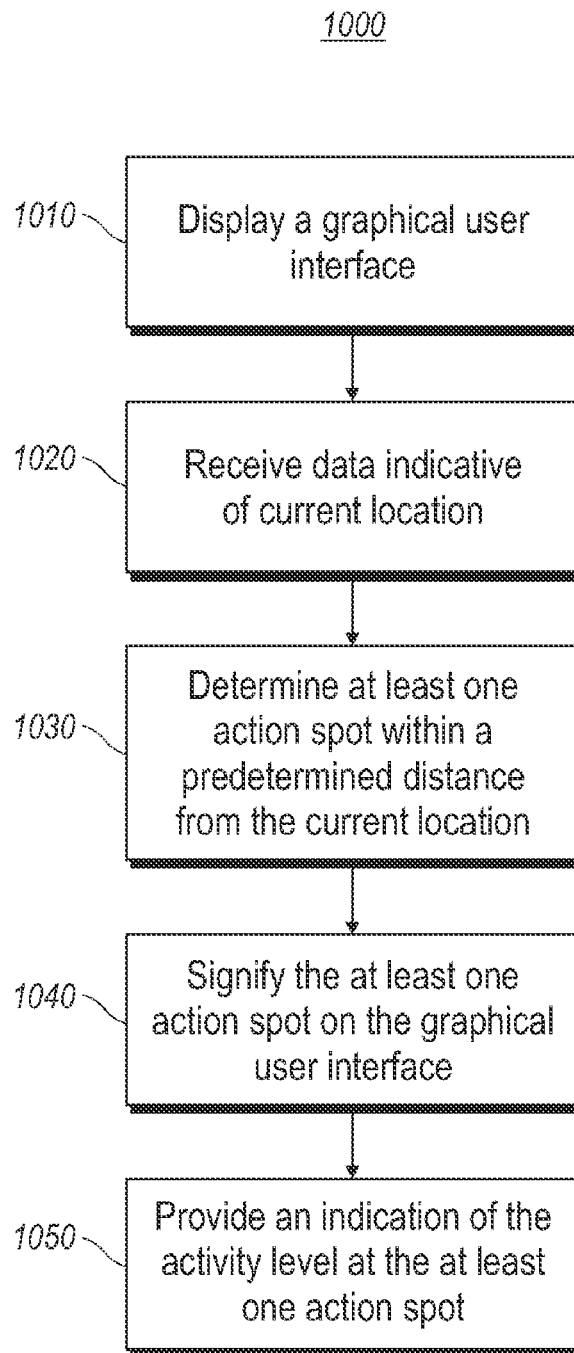 1000
1010
Display a graphical user
interface
1020
Receive data indicative
of current location
1030
Determine at least one
action spot within a
predetermined distance
from the current location
1040
Signify the at least one
action spot on the graphical
user interface
1050
Provide an indication of the
activity level at the at least
one action spot